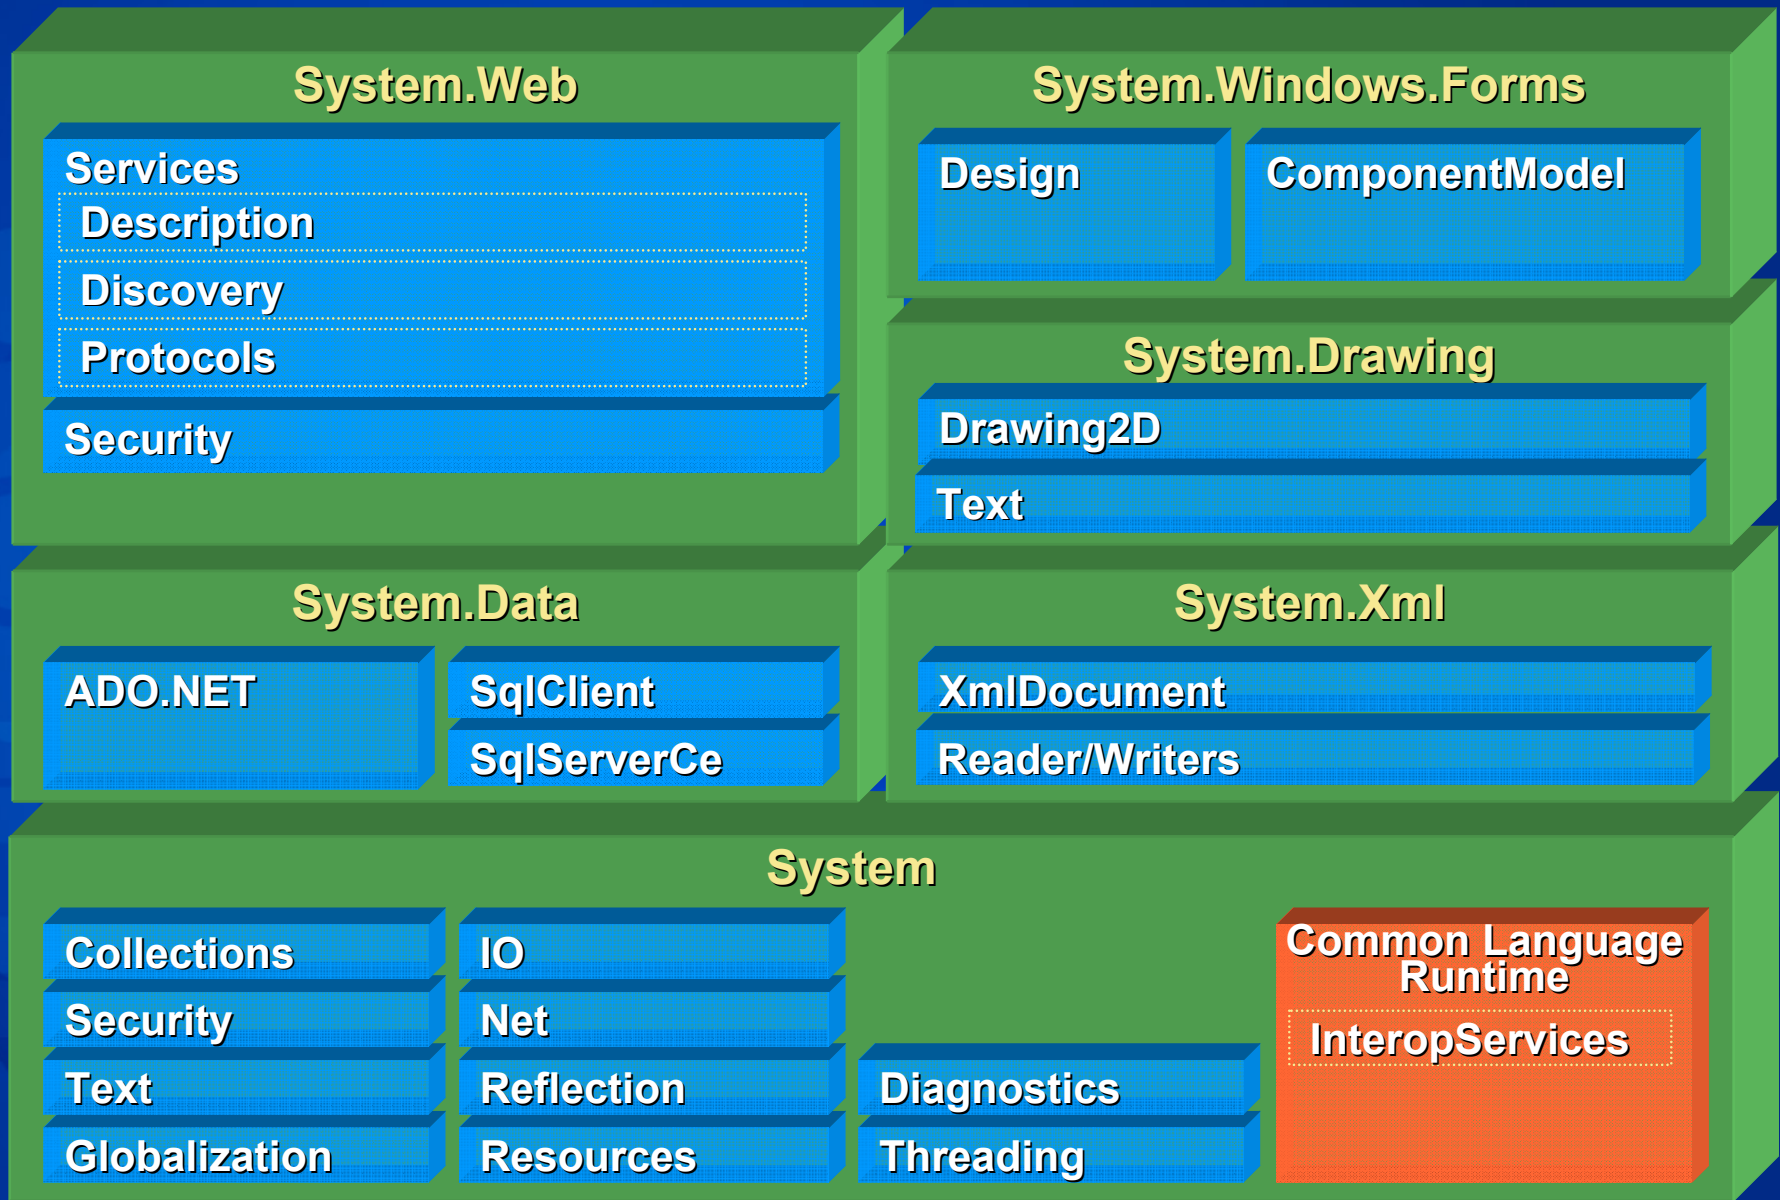 System.Web
Services
Description
Discovery
Protocols
Security
System.Windows.Forms
Design
ComponentModel
System.Drawing
Drawing2D
Text
System.Data
ADO.NET
SqlClient
SqlServerCe
System.Xml
XmlDocument
Reader/Writers
System
Collections
Security
Text
Globalization
IO
Net
Reflection
Resources
Diagnostics
Threading
Common Language
Runtime
InteropServices